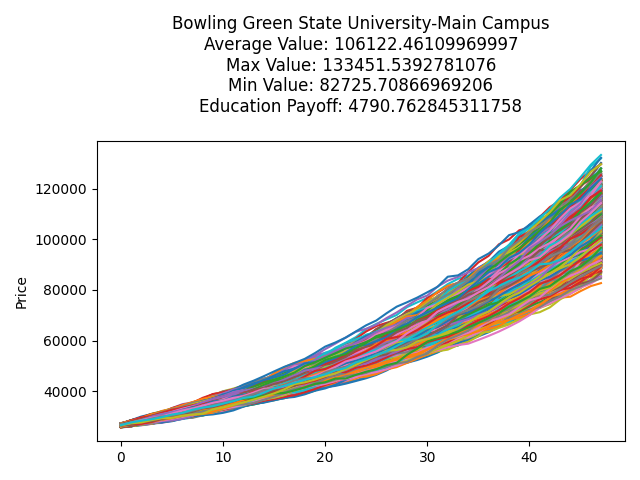 Bowling Green State University-Main Campus
Average Value: 106122.46109969997
Max Value: 133451.5392781076
Min Value: 82725.70866969206
Education Payoff: 4790.762845311758
120000
100000
80000
60000
40000
Price
0 10 20 30 40